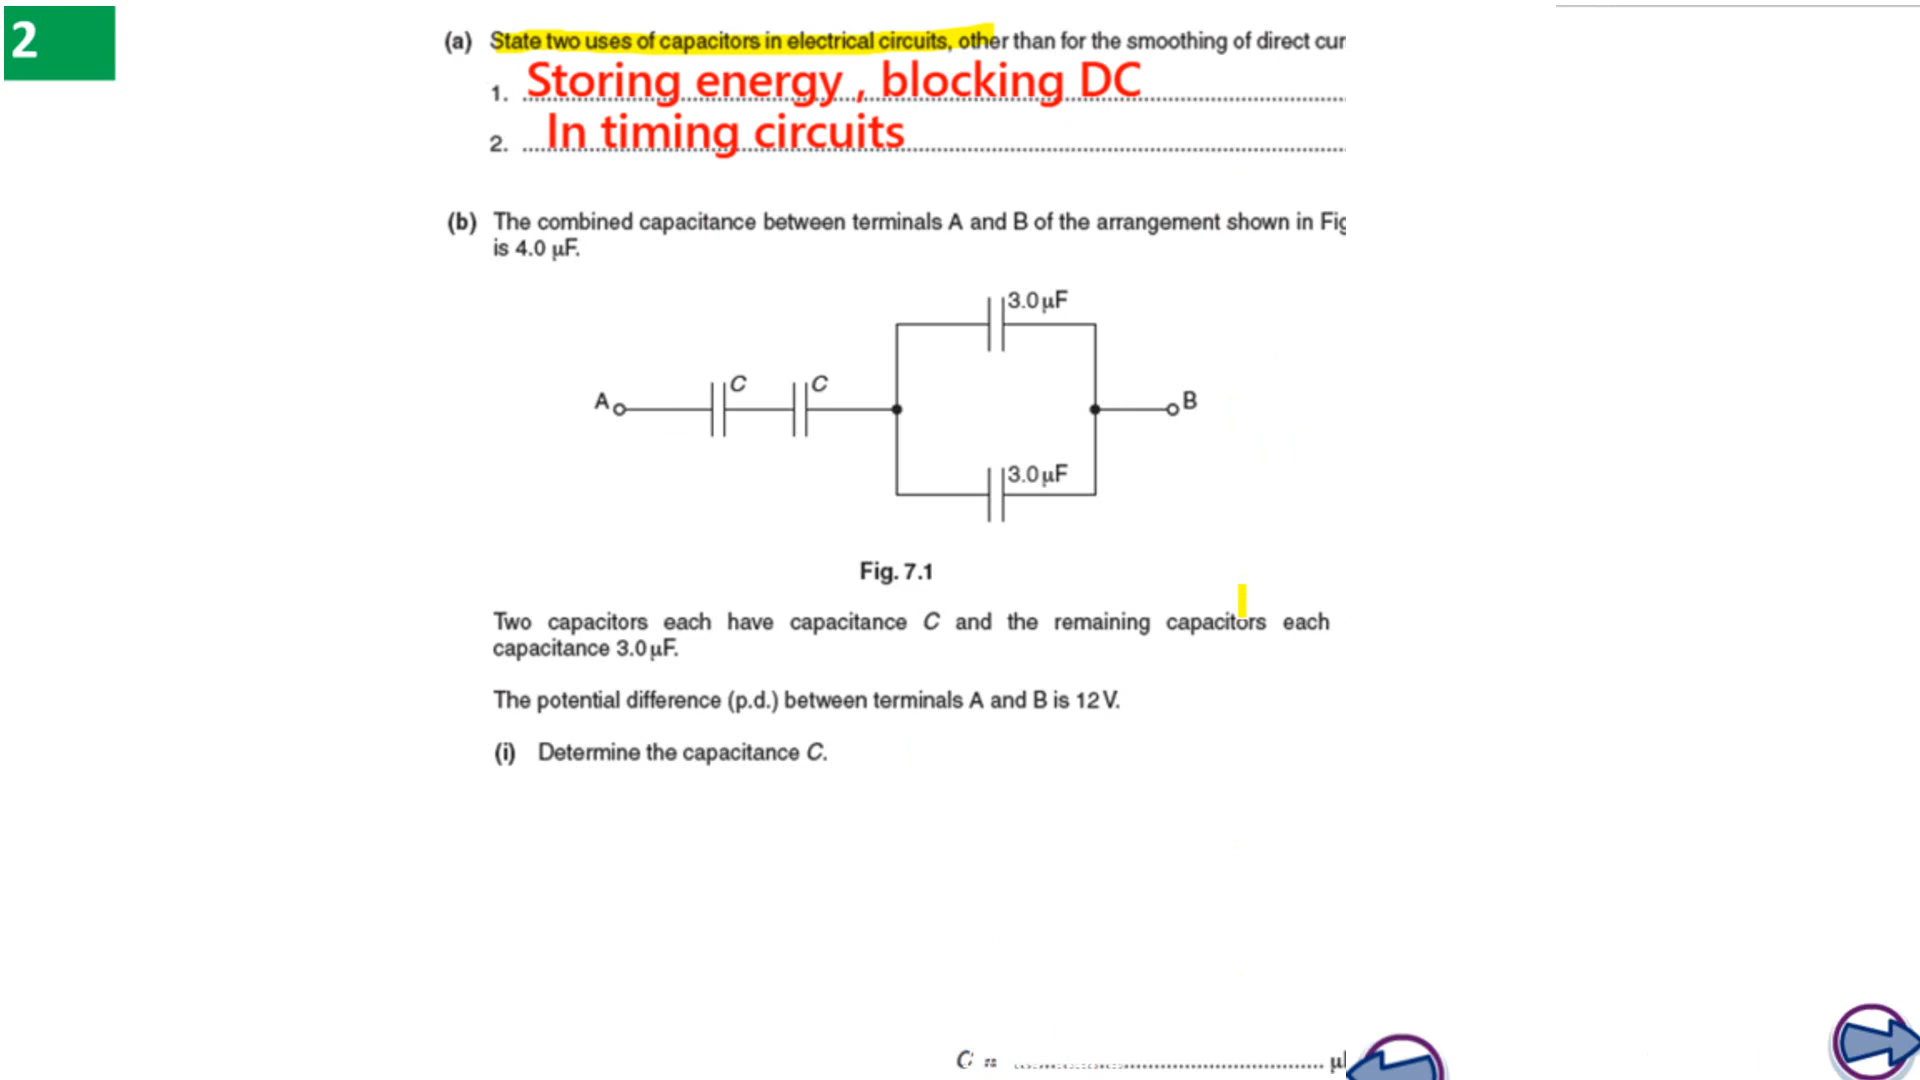 2
(a) State two uses of capacitors in electrical circuits, other than for the smoothing of direct
1. Storing energy , blocking DC
2. In timing circuits
(b) The combined capacitance between terminals A and B of the arrangement shown in
is 4.0 µF.
3.0 µF
C C
A B
3.0 µF
Fig. 7.1
Two capacitors each have capacitance C and the remaining capacitors each
capacitance 3.0 µF.
The potential difference (p.d.) between terminals A and B is 12 V.
(i) Determine the capacitance C.
C =